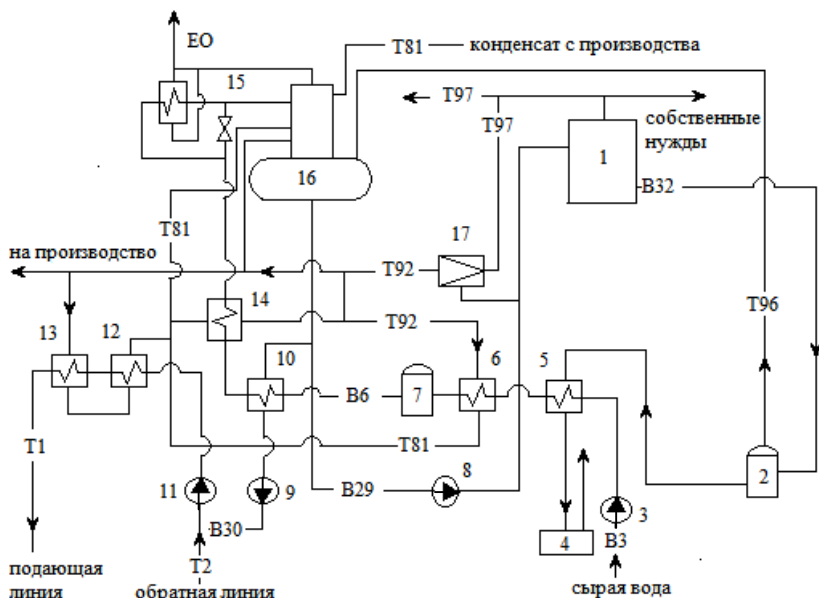 ЕО
15
Т81
конденсат с производства
Т97
Т97
собственные
нужды
1
16
В32
Т81
17
на производство
Т92
14
Т92
Т96
13
12
10
6
5
В6
7
Т81
Т1
2
8
11
9
В29
3
В30
4
В3
Т2
подающая
линия
обратная линия
сырая вода